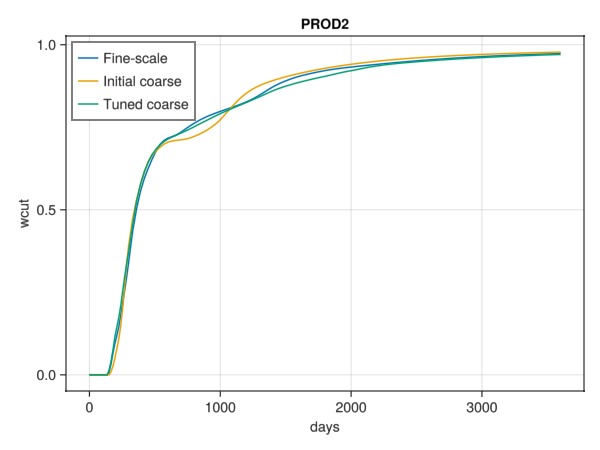 PROD2
1.0
Fine-scale
Initial coarse
Tuned coarse
0.5
wcut
0.0
0 1000 2000 3000
days